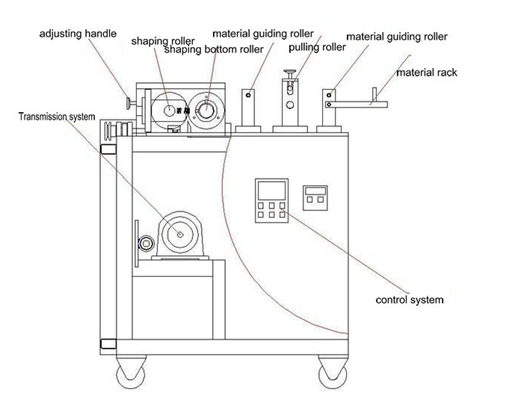 adjusting handle
shaping roller
shaping bottom roller
material guiding roller
pulling roller
material guiding roller
material rack
Transmission system
control system